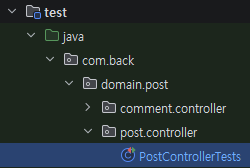 test
java
com.back
domain.post
comment.controller
post.controller
PostControllerTests